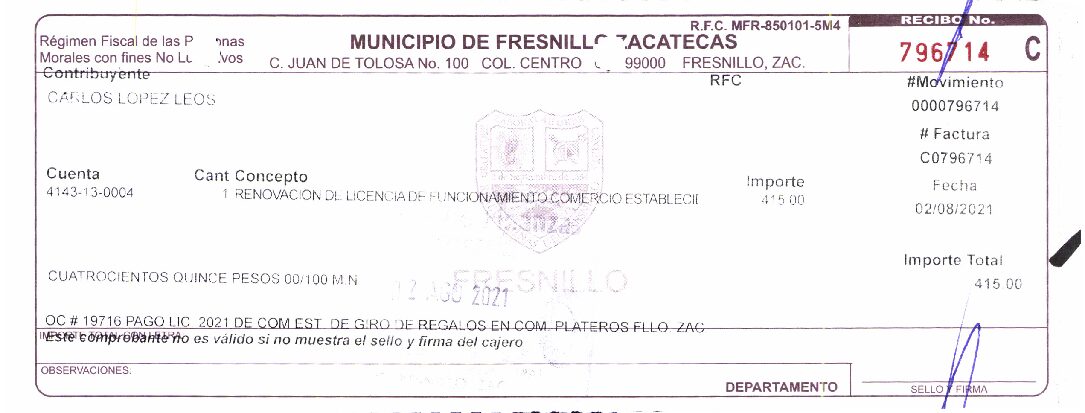 R.F.C. MFR-850101-5M4
RECIBO No.
Régimen Fiscal de las
MUNICIPIO DE FRESNILLO ZACATECAS
796714 C
Morales con fines No
C. JUAN DE TOLOSA No. 100 COL. CENTRO 99000 FRESNILLO, ZAC.
Contribuyente
RFC
#Movimiento
CARLOS LOPEZ LEOS
0000796714
# Factura
C0796714
Cuenta
Cant Concepto
Importe
Fecha
4143-13-0004
1 RENOVACION DE LICENCIA DE FUNCIONAMIENTO COMERCIO ESTABLECI
415.00
02/08/2021
Importe Total
CUATROCIENTOS QUINCE PESOS 00/100 M.N
FRESNILLO
415.00
AGO 2021
OC # 19716 PAGO LIC. 2021 DE COM EST. DE GIRO DE REGALOS EN COM. PLATEROS FLLO. ZAC
Este comprobante no es válido si no muestra el sello y firma del cajero
OBSERVACIONES:
DEPARTAMENTO
SELLO Y FIRMA